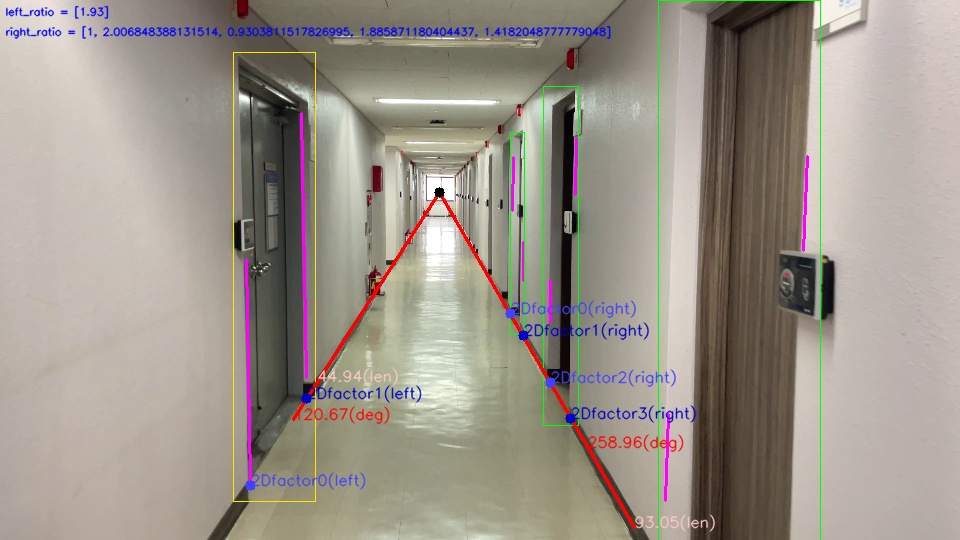 left_ratio = [1.93]
right_ratio = [1, 2.006848388131514, 0.9303811517826995, 1.885871180404437, 1.4182048777779048]
2Dfactor0(right)
2Dfactor1(right)
44.94(len)
2Dfactor2(right)
2Dfactor1(left)
120.67(deg)
2Dfactor3(right)
258.96(deg)
2Dfactor0(left)
93.05(len)